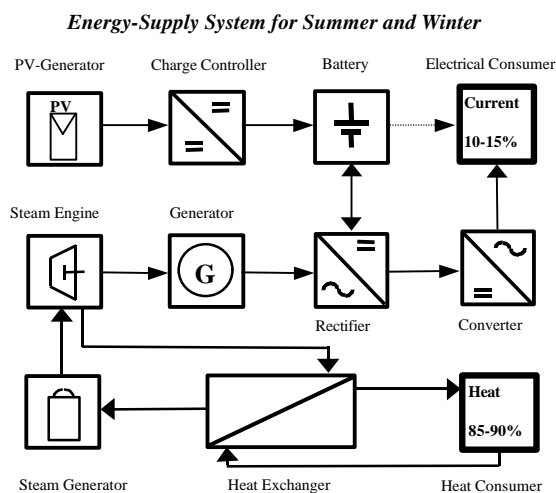 Energy-Supply System for Summer and Winter
PV-Generator Charge Controller Battery Electrical Consumer
PV
Current
10-15%
Steam Engine Generator
G
Rectifier Converter
Heat
85-90%
Steam Generator Heat Exchanger Heat Consumer